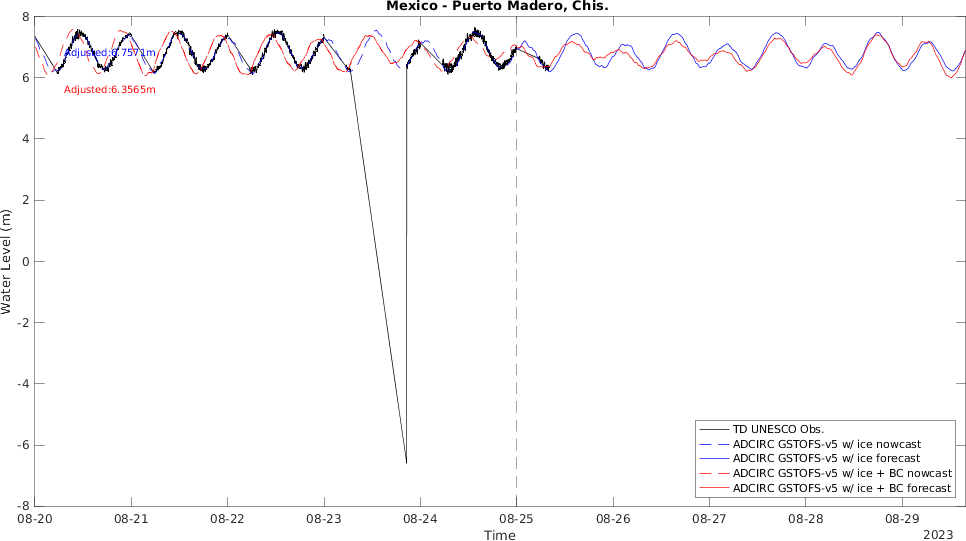 Mexico - Puerto Madero, Chis.
8
6
4
2
0
-2
-4
-6
-8
Water Level (m)
Adjusted:6.7571m
Adjusted:6.3565m
TD UNESCO Obs.
ADCIRC GSTOFS-v5 w/ ice nowcast
ADCIRC GSTOFS-v5 w/ ice forecast
ADCIRC GSTOFS-v5 w/ ice + BC nowcast
ADCIRC GSTOFS-v5 w/ ice + BC forecast
08-20 08-21 08-22 08-23 08-24 08-25 08-26 08-27 08-28 08-29
Time
2023